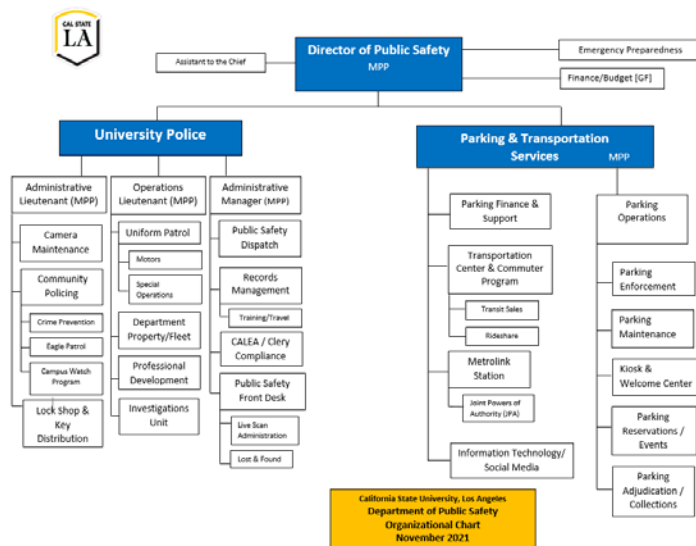 CAL STATE
LA
Director of Public Safety
MPP
Assistant to the Chief
Emergency Preparedness
Finance/Budget [GF]
University Police
Parking & Transportation
Services MPP
Administrative
Lieutenant (MPP)
Camera
Maintenance
Community
Policing
Crime Prevention
Eagle Patrol
Campus Watch
Program
Lock Shop &
Key
Distribution
Operations
Lieutenant (MPP)
Uniform Patrol
Motors
Special
Operations
Department
Property/Fleet
Professional
Development
Investigations
Unit
Administrative
Manager (MPP)
Public Safety
Dispatch
Records
Management
Training/Travel
CALEA / Clery
Compliance
Public Safety
Front Desk
Live Scan
Administration
Lost & Found
Parking Finance &
Support
Transportation
Center & Commuter
Program
Transit Sales
Rideshare
Metrolink
Station
Joint Powers of
Authority (JPA)
Information Technology/
Social Media
Parking
Operations
Parking
Enforcement
Parking
Maintenance
Kiosk &
Welcome Center
Parking
Reservations /
Events
Parking
Adjudication /
Collections
California State University, Los Angeles
Department of Public Safety
Organizational Chart
November 2021